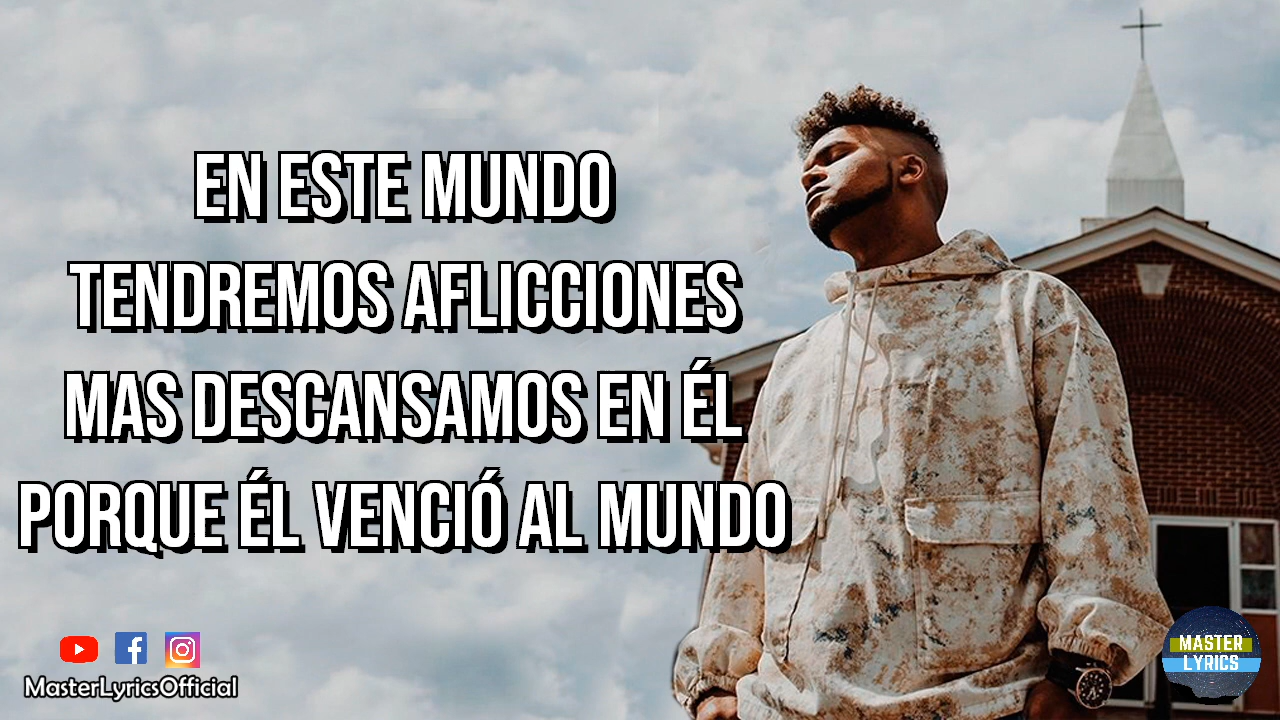 EN ESTE MUNDO
TENDREMOS AFLICCIONES
MAS DESCANSAMOS EN ÉL
PORQUE ÉL VENCIÓ AL MUNDO
MasterLyricsOfficial
MASTER
LYRICS